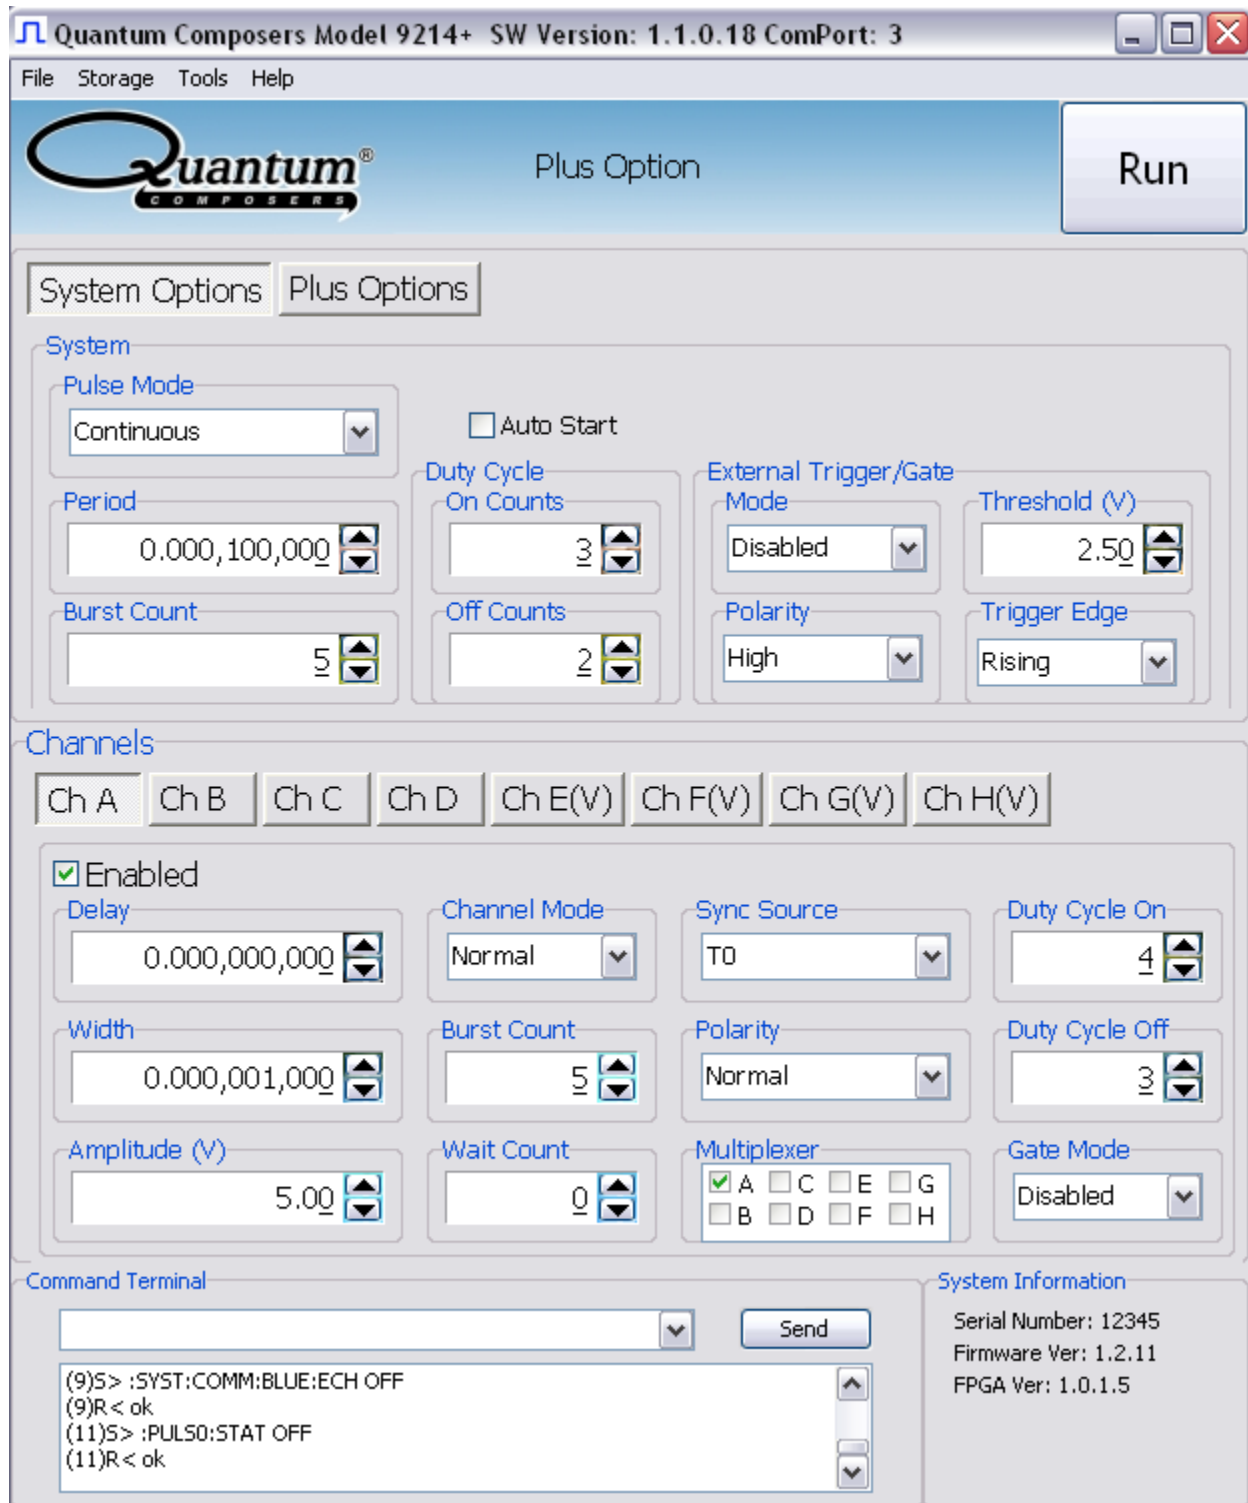 Quantum Composers Model 9214+ SW Version: 1.1.0.18 ComPort: 3
File Storage Tools Help
Quantum®
COMPOSERS
Plus Option
Run
System Options Plus Options
System
Pulse Mode
Continuous
Auto Start
Duty Cycle
External Trigger/Gate
Period
On Counts
Mode
Threshold (V)
0.000,100,000
3
Disabled
2.50
Burst Count
Off Counts
Polarity
Trigger Edge
5
2
High
Rising
Channels
Ch A Ch B Ch C Ch D Ch E(V) Ch F(V) Ch G(V) Ch H(V)
Enabled
Delay
Channel Mode
Sync Source
Duty Cycle On
0.000,000,000
Normal
T0
4
Width
Burst Count
Polarity
Duty Cycle Off
0.000,001,000
5
Normal
3
Amplitude (V)
Wait Count
Multiplexer
Gate Mode
5.00
0
A C E G
B D F H
Disabled
Command Terminal
Send
(9)S> :SYST:COMM:BLUE:ECH OFF
(9)R< ok
(11)S> :PULS0:STAT OFF
(11)R< ok
System Information
Serial Number: 12345
Firmware Ver: 1.2.11
FPGA Ver: 1.0.1.5